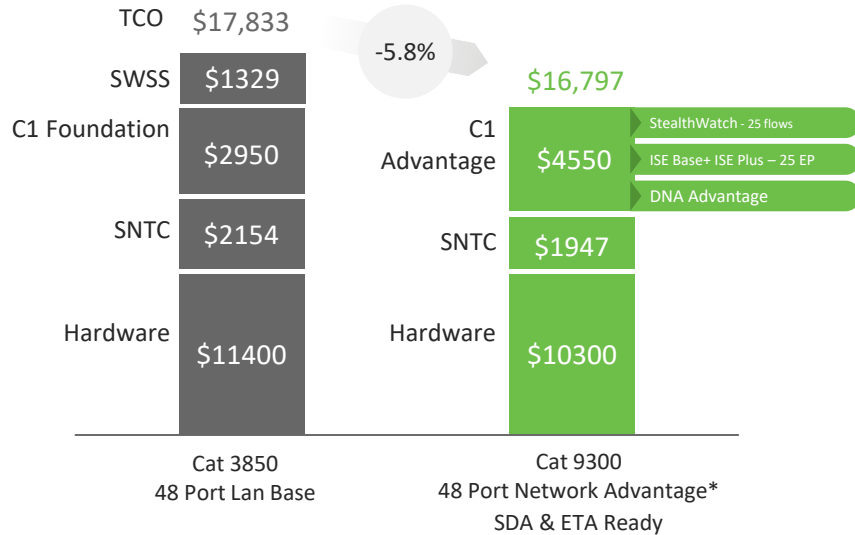 TCO $17,833
-5.8%
SWSS $1329
$16,797
C1 Foundation
$2950
C1
Advantage
$4550
StealthWatch - 25 flows
ISE Base+ ISE Plus – 25 EP
DNA Advantage
SNTC $2154
SNTC $1947
Hardware
$11400
Hardware
$10300
Cat 3850
48 Port Lan Base
Cat 9300
48 Port Network Advantage*
SDA & ETA Ready